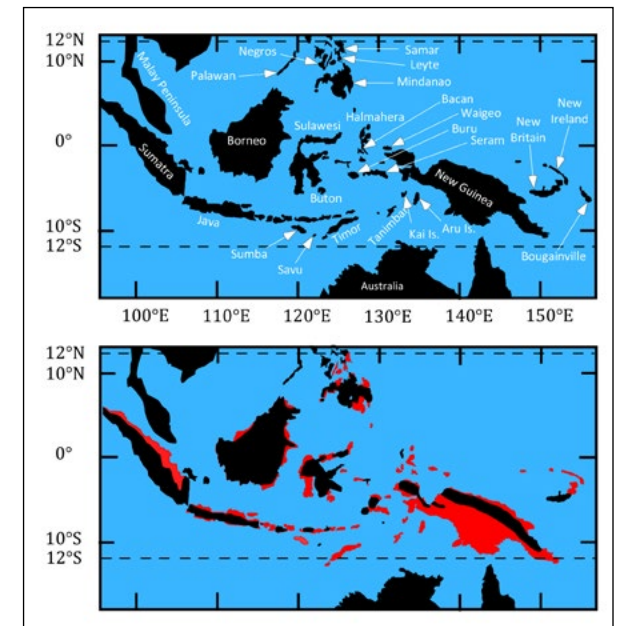 12°N
10°N
0°
10°S
12°S
Negros
Palawan
Samar
Leyte
Mindanao
Malay Peninsula
Bacan
Halmahera
Waigeo
Buru
Seram
New
Ireland
New
Britain
Sulawesi
Borneo
Sumatra
New Guinea
Buton
Java
Timor
Tanimbar
Kai Is.
Aru Is.
Sumba
Savu
Bougainville
Australia
100°E 110°E 120°E 130°E 140°E 150°E
12°N
10°N
0°
10°S
12°S